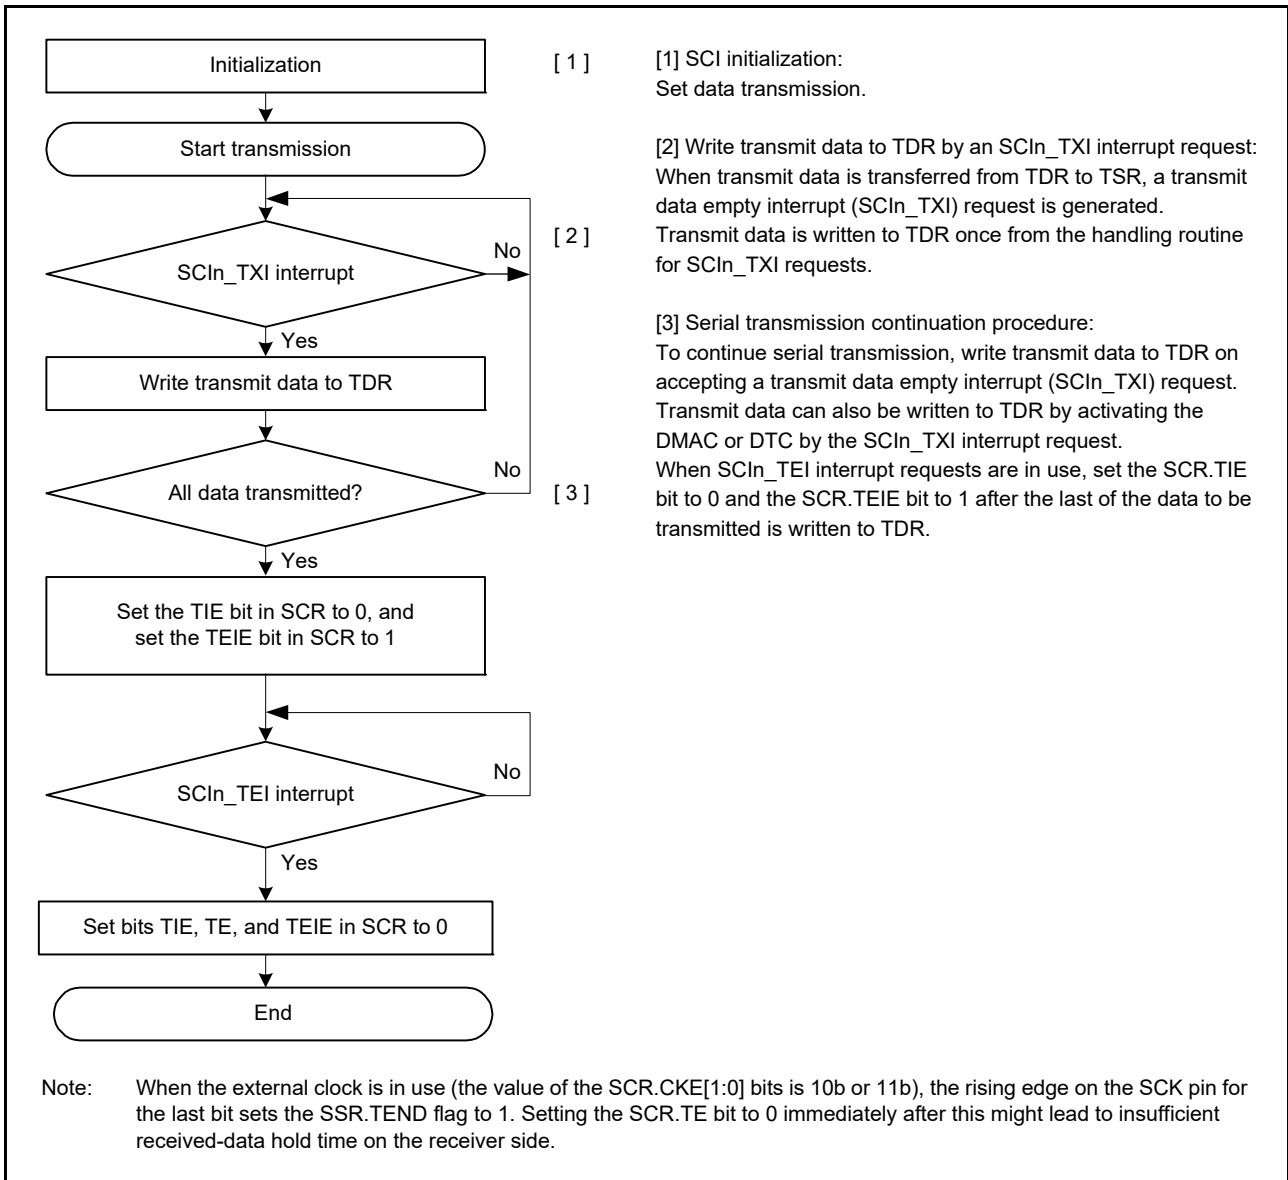 Initialization
[ 1 ]
[1] SCI initialization:
Set data transmission.
Start transmission
[2] Write transmit data to TDR by an SCIn_TXI interrupt request:
When transmit data is transferred from TDR to TSR, a transmit
data empty interrupt (SCIn_TXI) request is generated.
Transmit data is written to TDR once from the handling routine
for SCIn_TXI requests.
[ 2 ]
No
SCIn_TXI interrupt
Yes
[3] Serial transmission continuation procedure:
To continue serial transmission, write transmit data to TDR on
accepting a transmit data empty interrupt (SCIn_TXI) request.
Transmit data can also be written to TDR by activating the
DMAC or DTC by the SCIn_TXI interrupt request.
When SCIn_TEI interrupt requests are in use, set the SCR.TIE
bit to 0 and the SCR.TEIE bit to 1 after the last of the data to be
transmitted is written to TDR.
Write transmit data to TDR
No
All data transmitted?
[ 3 ]
Yes
Set the TIE bit in SCR to 0, and
set the TEIE bit in SCR to 1
No
SCIn_TEI interrupt
Yes
Set bits TIE, TE, and TEIE in SCR to 0
End
Note: When the external clock is in use (the value of the SCR.CKE[1:0] bits is 10b or 11b), the rising edge on the SCK pin for
the last bit sets the SSR.TEND flag to 1. Setting the SCR.TE bit to 0 immediately after this might lead to insufficient
received-data hold time on the receiver side.